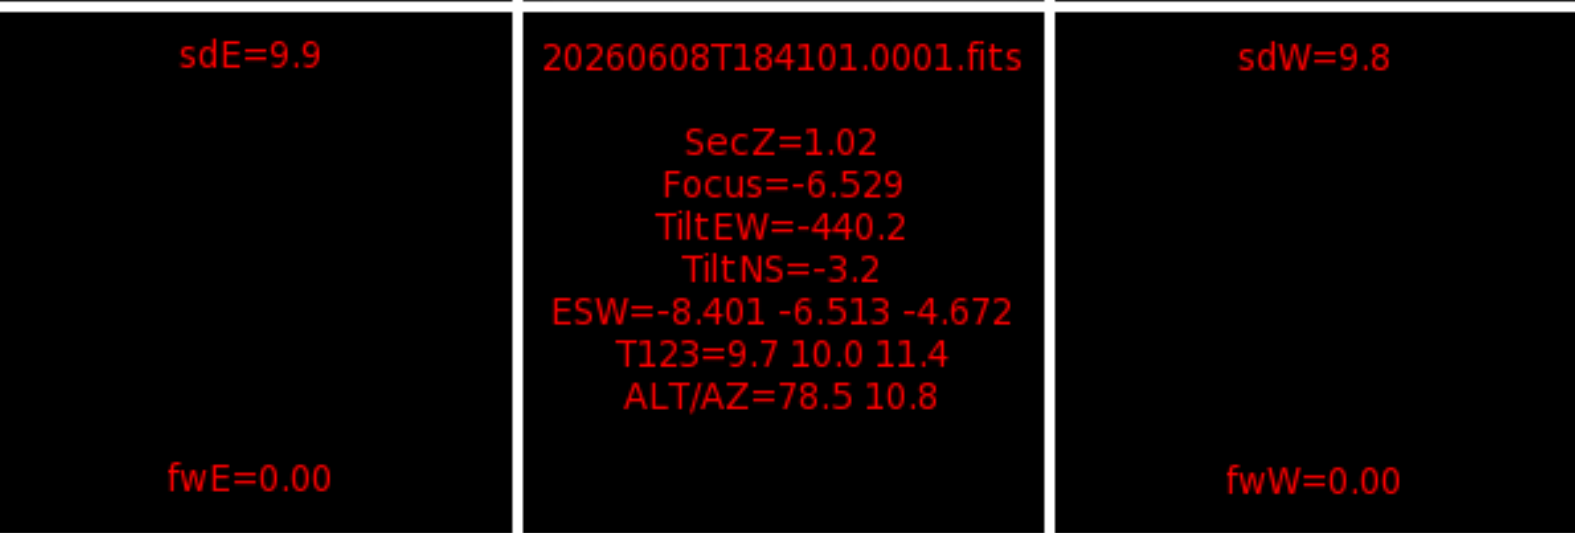 sdE=9.9
20260608T184101.0001.fits
sdW=9.8
SecZ=1.02
Focus=-6.529
TiltEW=-440.2
TiltNS=-3.2
ESW=-8.401 -6.513 -4.672
T123=9.7 10.0 11.4
ALT/AZ=78.5 10.8
fwE=0.00
fwW=0.00